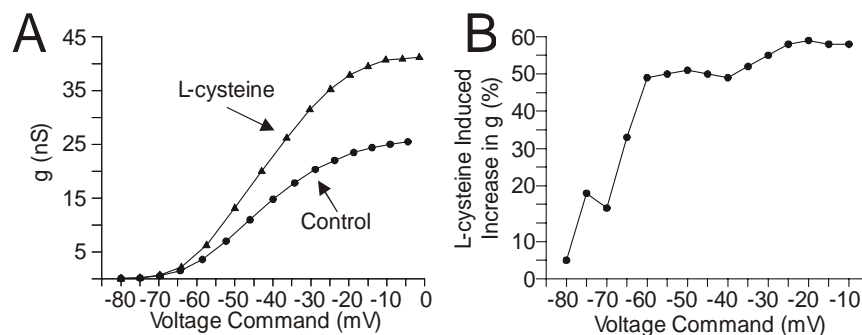 A
45
35
25
15
5
g (nS)
L-cysteine
Control
-80 -70 -60 -50 -40 -30 -20 -10 0
Voltage Command (mV)
B
60
50
40
30
20
10
0
L-cysteine Induced
Increase in g (%)
-80 -70 -60 -50 -40 -30 -20 -10
Voltage Command (mV)